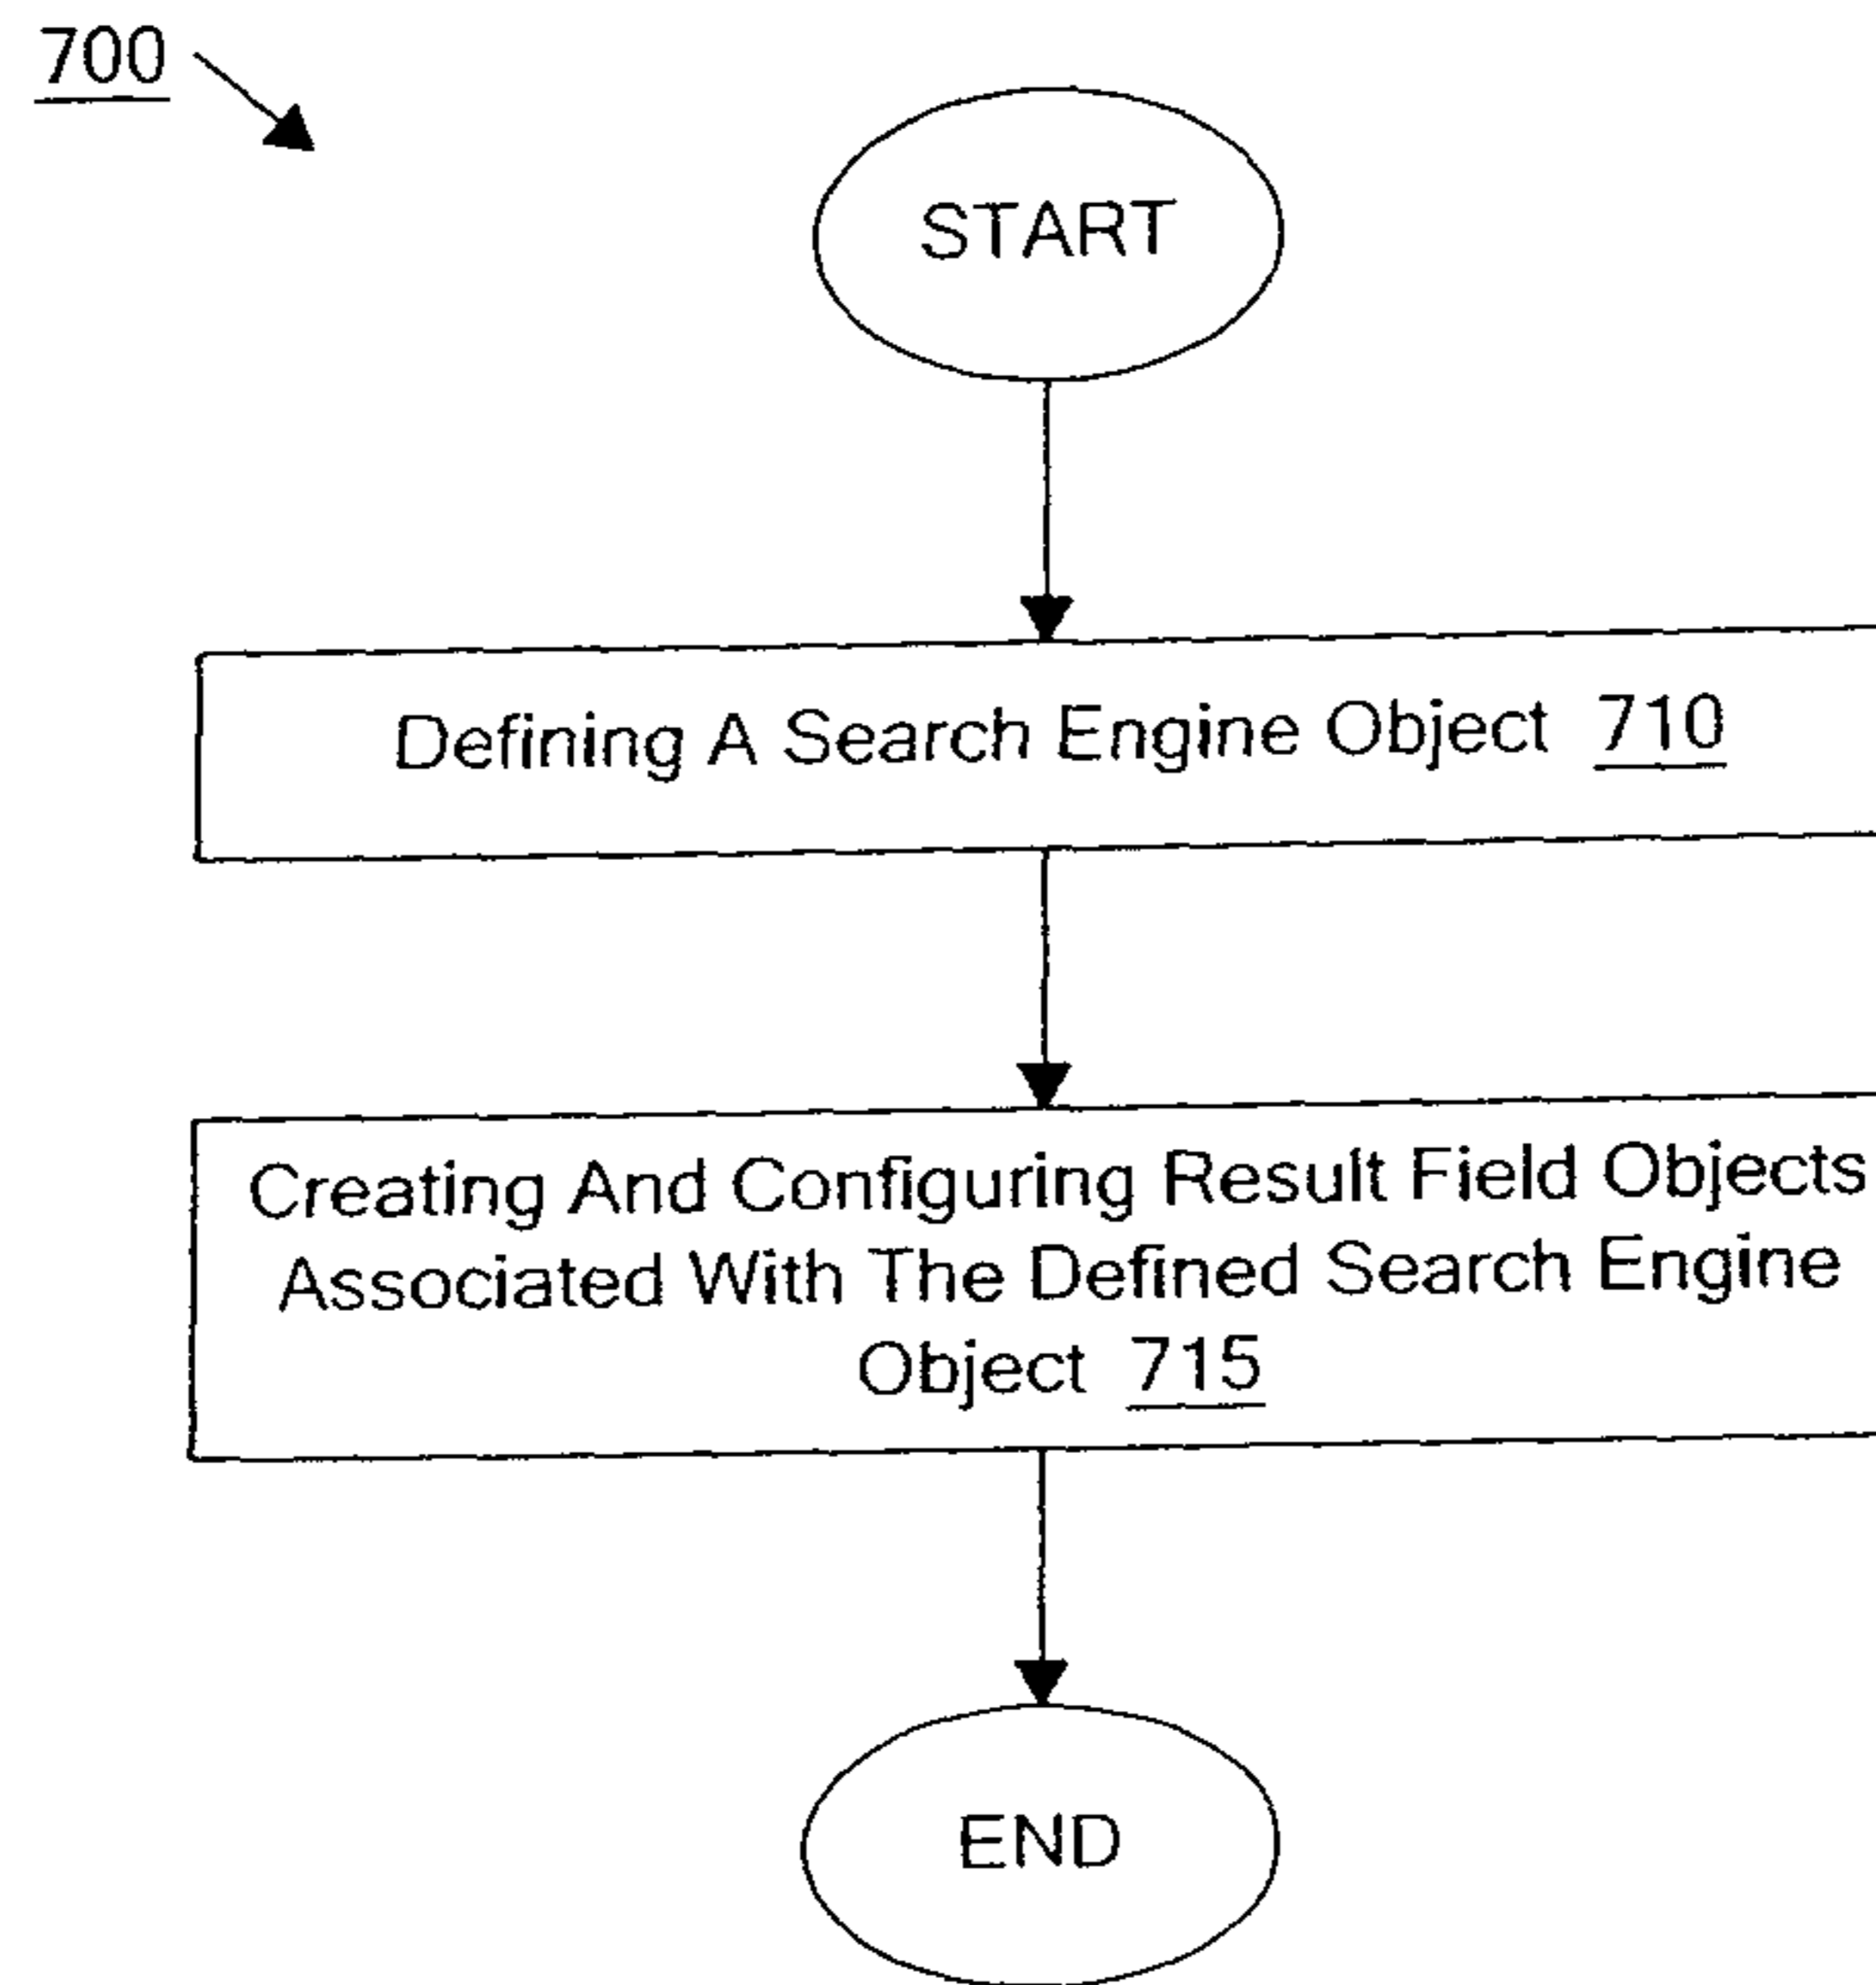 700
START
Defining A Search Engine Object 710
Creating And Configuring Result Field Objects
Associated With The Defined Search Engine
Object 715
END